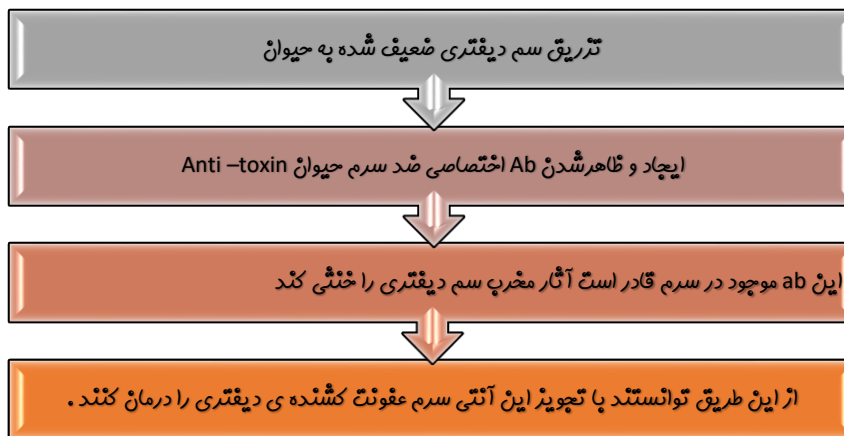 تزریق سم دیفتری ضعیف شده به حیوان
ایجاد و ظاهرشدن Ab اختصاصی ضد سرم حیوان Anti –toxin
این ab موجود در سرم قادر است آثار مخرب سم دیفتری را خنثی کند
از این طریق توانستند با تجویز این آنتی سرم عفونت کشنده ی دیفتری را درمان کنند .